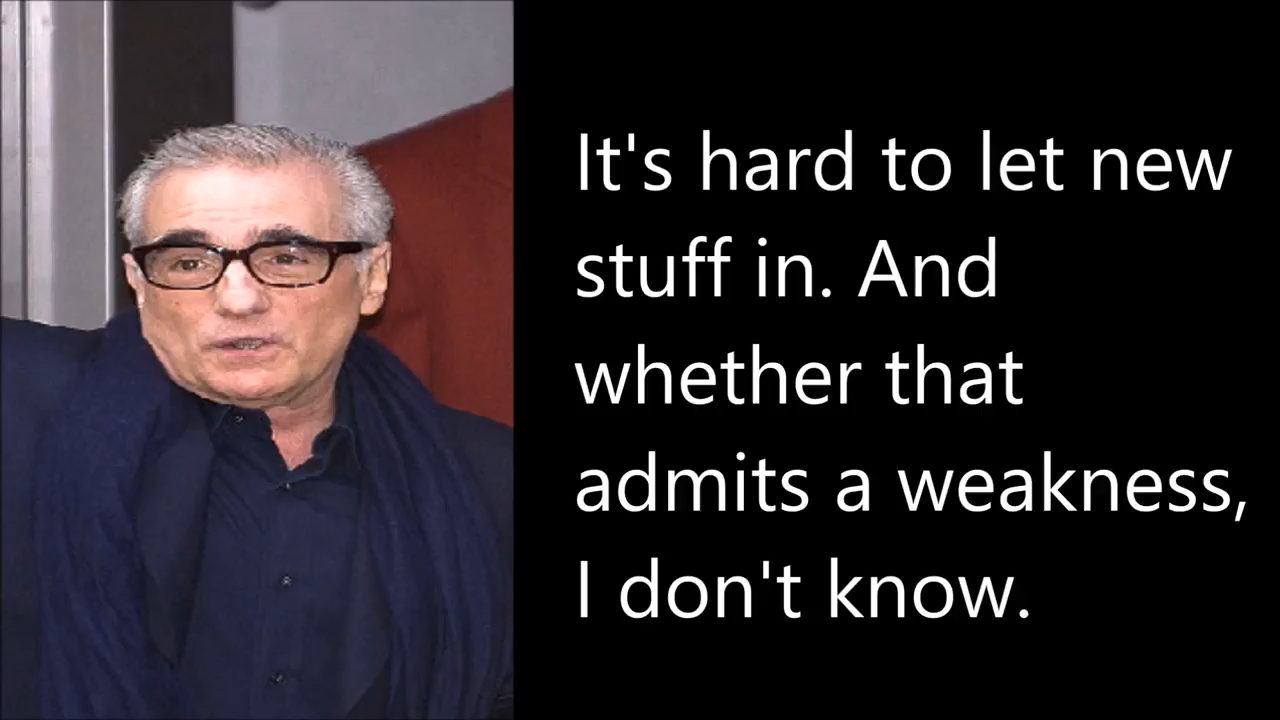 It's hard to let new
stuff in. And
whether that
admits a weakness,
I don't know.